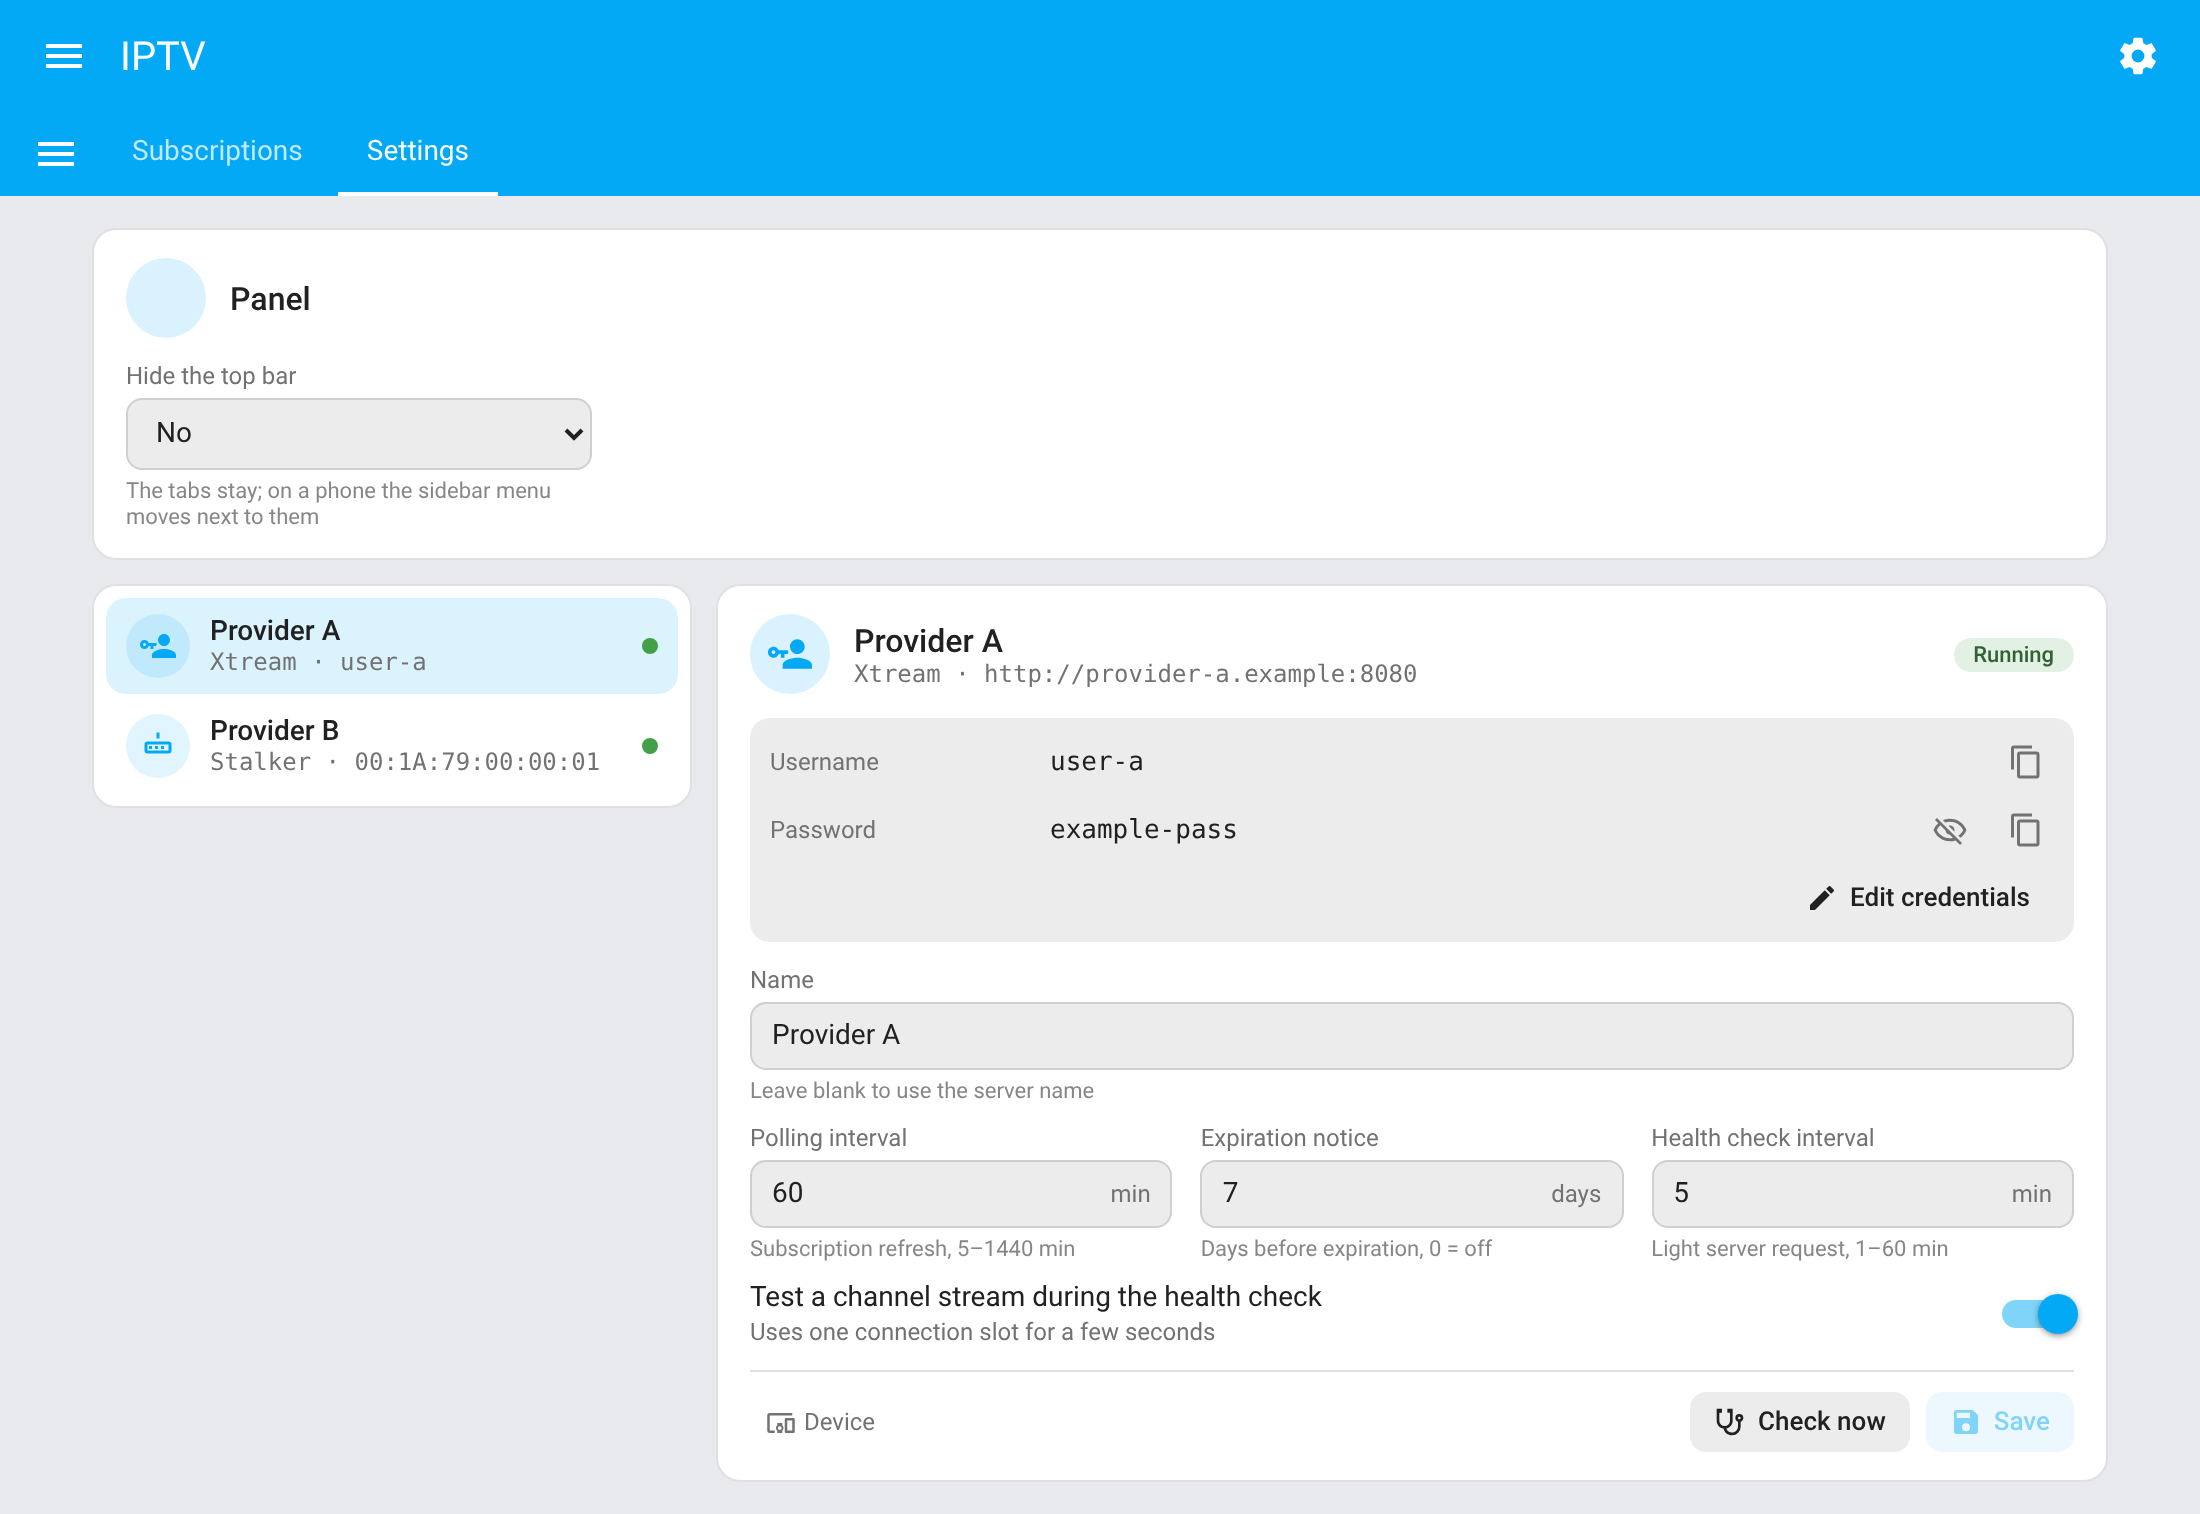 IPTV
Subscriptions
Settings
Panel
Hide the top bar
No
The tabs stay; on a phone the sidebar menu
moves next to them
Provider A
Xtream · user-a
Provider B
Stalker · 00:1A:79:00:00:01
Provider A
Xtream · http://provider-a.example:8080
Running
Username
user-a
Password
example-pass
Edit credentials
Name
Provider A
Leave blank to use the server name
Polling interval
60 min
Subscription refresh, 5–1440 min
Expiration notice
7 days
Days before expiration, 0 = off
Health check interval
5 min
Light server request, 1–60 min
Test a channel stream during the health check
Uses one connection slot for a few seconds
Device
Check now
Save